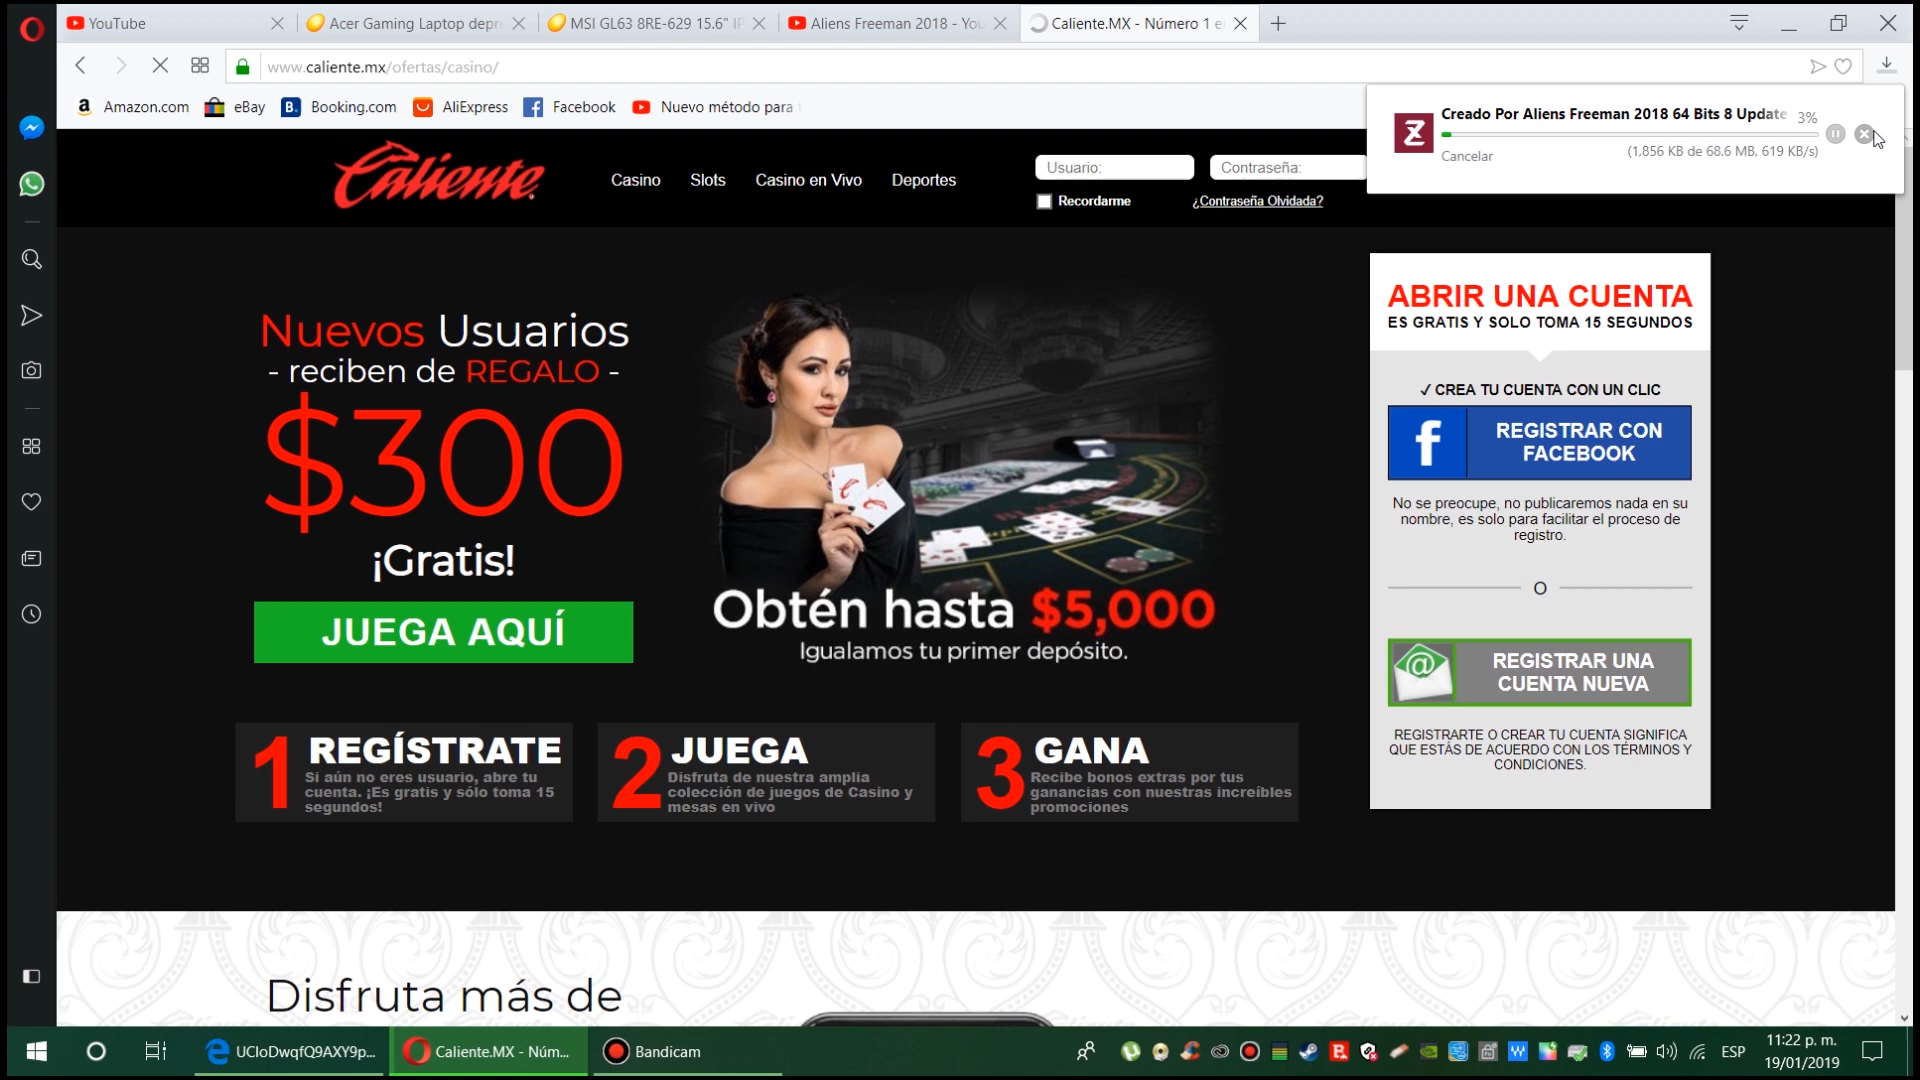 YouTube
Acer Gaming Laptop depr
MSI GL63 8RE-629 15.6" IP
Aliens Freeman 2018 - You
Caliente.MX - Número 1 e
www.caliente.mx/ofertas/casino/
Amazon.com
eBay
B. Booking.com
AliExpress
Facebook
Nuevo método para
Creado Por Aliens Freeman 2018 64 Bits 8 Update
3%
Cancelar
(1,856 KB de 68.6 MB, 619 KB/s)
Caliente
Casino
Slots
Casino en Vivo
Deportes
Usuario:
Contraseña:
Recordarme
¿Contraseña Olvidada?
Nuevos Usuarios
- reciben de REGALO -
$300
¡Gratis!
JUEGA AQUÍ
Obtén hasta $5,000
Igualamos tu primer depósito.
ABRIR UNA CUENTA
ES GRATIS Y SOLO TOMA 15 SEGUNDOS
✓ CREA TU CUENTA CON UN CLIC
REGISTRAR CON
FACEBOOK
No se preocupe, no publicaremos nada en su
nombre, es solo para facilitar el proceso de
registro.
O
REGISTRAR UNA
CUENTA NUEVA
REGISTRARTE O CREAR TU CUENTA SIGNIFICA
QUE ESTÁS DE ACUERDO CON LOS TÉRMINOS Y
CONDICIONES.
1 REGÍSTRATE
Si aún no eres usuario, abre tu
cuenta. ¡Es gratis y sólo toma 15
segundos!
2 JUEGA
Disfruta de nuestra amplia
colección de juegos de Casino y
mesas en vivo
3 GANA
Recibe bonos extras por tus
ganancias con nuestras increíbles
promociones
Disfruta más de
UCIoDwqfQ9AXY9p...
Caliente.MX - Núm...
Bandicam
ESP
11:22 p. m.
19/01/2019